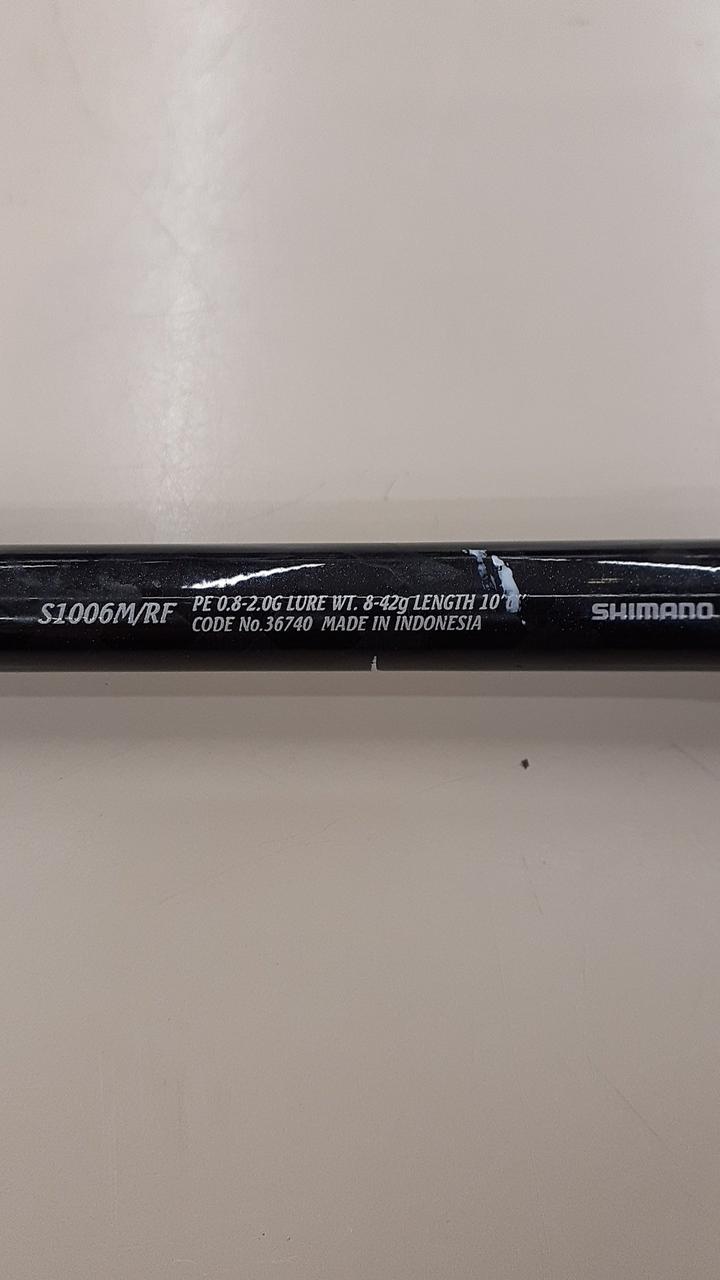 S1006M/RF
PE 0.8-2.0G LURE WT. 8-42g LENGTH 10'6"
CODE No.36740 MADE IN INDONESIA
SHIMANO